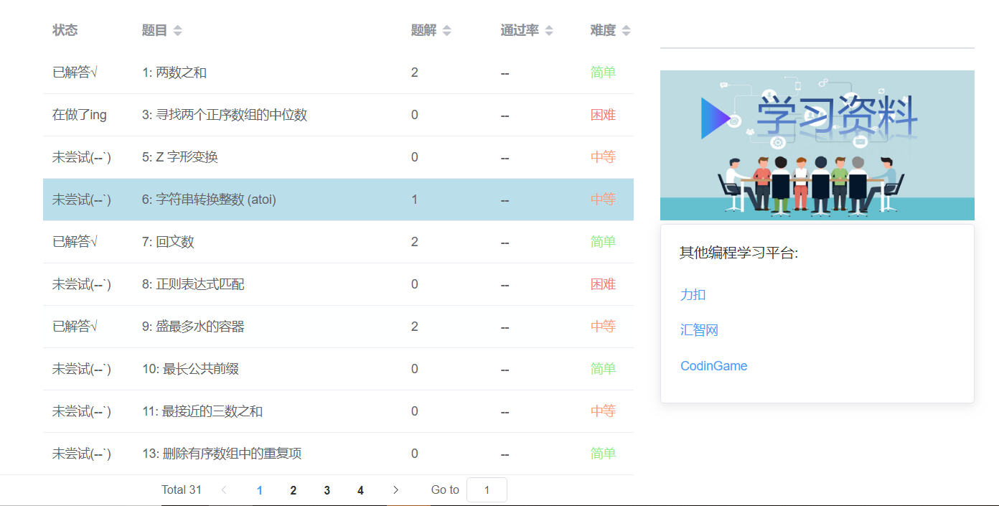 状态 题目 题解 通过率 难度
已解答√ 1: 两数之和 2 -- 简单
在做了ing 3: 寻找两个正序数组的中位数 0 -- 困难
未尝试(--`) 5: Z 字形变换 0 -- 中等
未尝试(--`) 6: 字符串转换整数 (atoi) 1 -- 中等
已解答√ 7: 回文数 2 -- 简单
未尝试(--`) 8: 正则表达式匹配 0 -- 困难
已解答√ 9: 盛最多水的容器 2 -- 中等
未尝试(--`) 10: 最长公共前缀 0 -- 简单
未尝试(--`) 11: 最接近的三数之和 0 -- 中等
未尝试(--`) 13: 删除有序数组中的重复项 0 -- 简单
Total 31 1 2 3 4 Go to 1
学习资料
其他编程学习平台:
力扣
汇智网
CodinGame